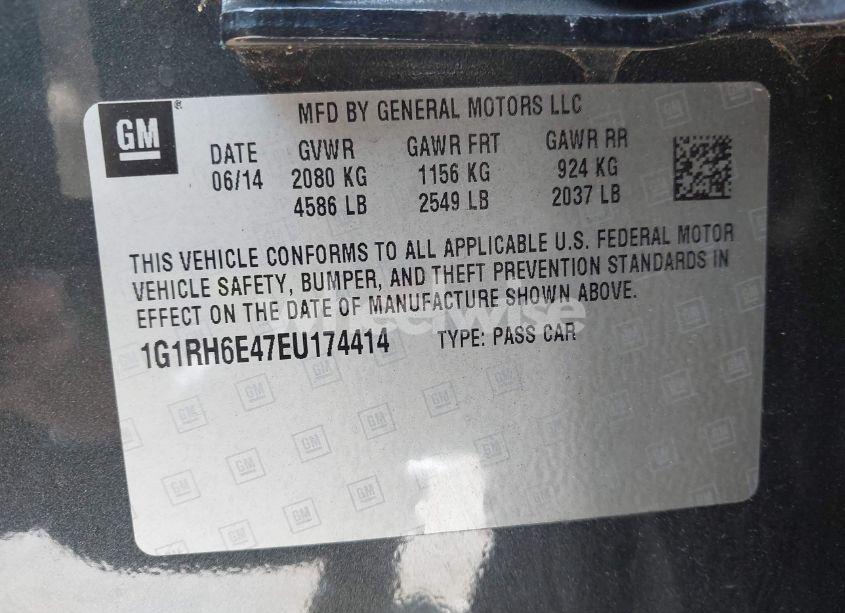 GM ®
MFD BY GENERAL MOTORS LLC
DATE GVWR GAWR FRT GAWR RR
06/14 2080 KG 1156 KG 924 KG
4586 LB 2549 LB 2037 LB
THIS VEHICLE CONFORMS TO ALL APPLICABLE U.S. FEDERAL MOTOR
VEHICLE SAFETY, BUMPER, AND THEFT PREVENTION STANDARDS IN
EFFECT ON THE DATE OF MANUFACTURE SHOWN ABOVE.
1G1RH6E47EU174414 TYPE: PASS CAR